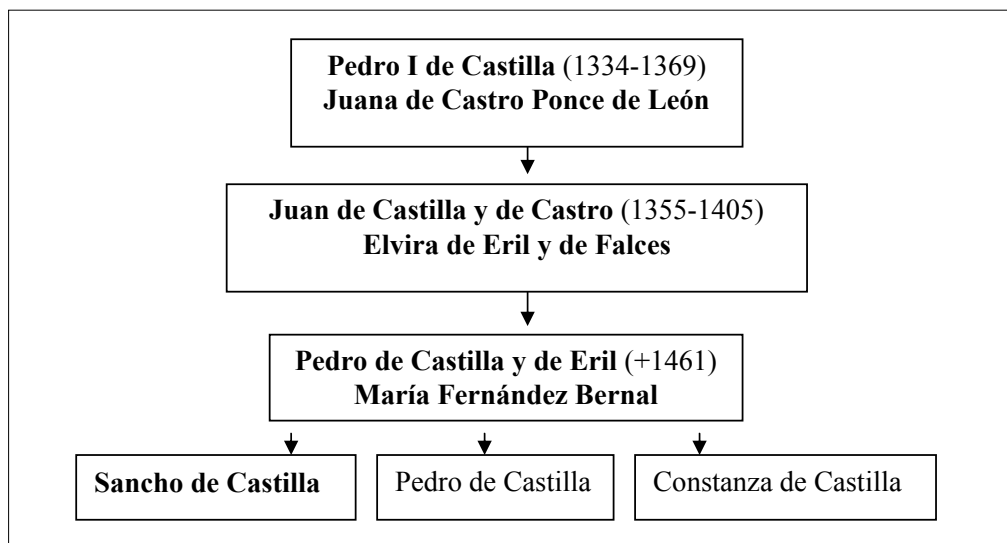 Pedro I de Castilla (1334-1369)
Juana de Castro Ponce de León
Juan de Castilla y de Castro (1355-1405)
Elvira de Eril y de Falces
Pedro de Castilla y de Eril (+1461)
María Fernández Bernal
Sancho de Castilla
Pedro de Castilla
Constanza de Castilla